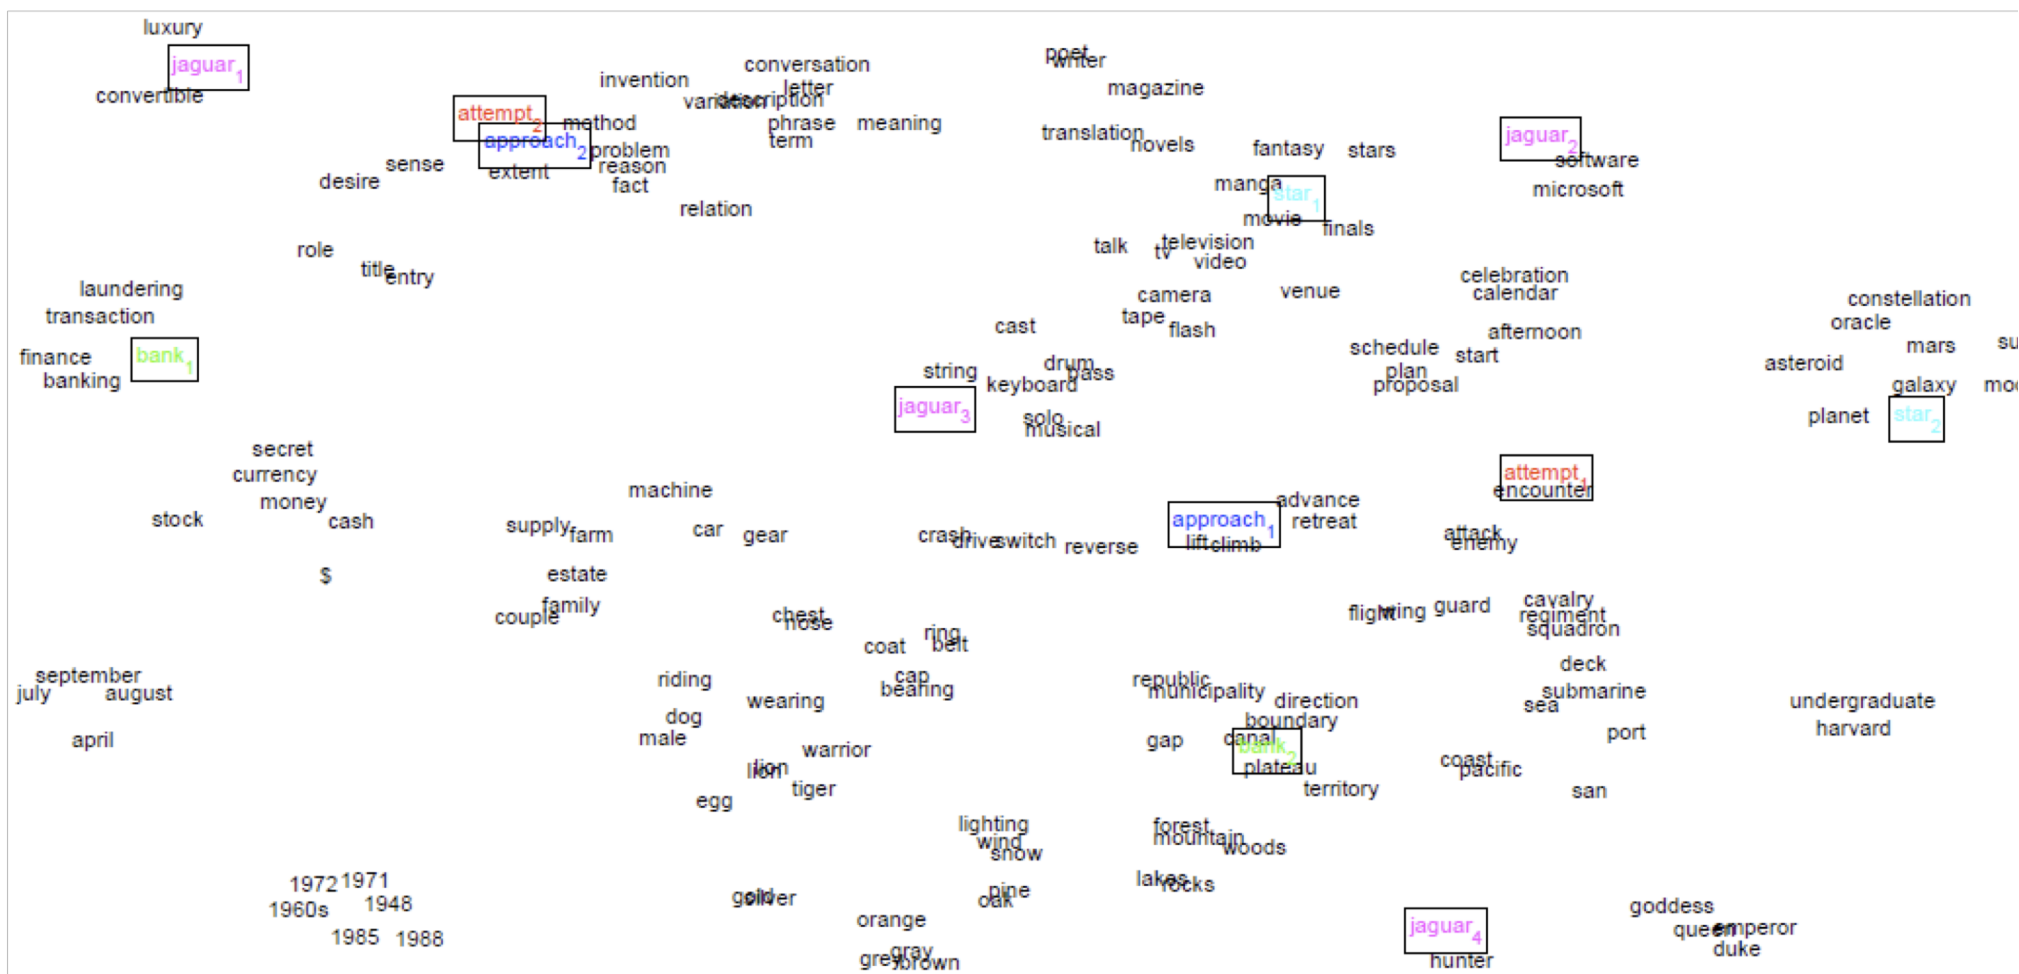 luxury
jaguar1
convertible
poet
writer
conversation
invention
letter
magazine
variation
description
attempt2
method
phrase
meaning
translation
jaguar2
approach2
problem
term
novels
fantasy
stars
software
sense
extent
reason
desire
fact
manga
star1
microsoft
relation
movie
finals
role
talk
tv
television
video
title
entry
celebration
calendar
laundering
transaction
camera
venue
constellation
tape
flash
cast
afternoon
oracle
finance
bank1
banking
schedule
start
mars
su
string
drum
bass
plan
asteroid
keyboard
proposal
galaxy
moo
jaguar3
solo
musical
planet
star2
secret
currency
attempt1
encounter
money
machine
advance
stock
cash
supply
farm
car
gear
crash
drive
switch
reverse
approach1
retreat
lift
climb
attack
enemy
$
estate
family
couple
chest
nose
flight
wing
guard
cavalry
regiment
squadron
ring
belt
coat
september
july
august
riding
cap
bearing
republic
municipality
deck
submarine
wearing
direction
sea
undergraduate
dog
boundary
harvard
april
male
warrior
gap
canal
bank2
port
lion
lion
plateau
coast
pacific
tiger
territory
san
egg
lighting
wind
snow
forest
mountain
woods
1972
1971
1960s
1948
1985
1988
gold
silver
pine
oak
lakes
rocks
orange
gray
grey
brown
jaguar4
hunter
goddess
queen
emperor
duke